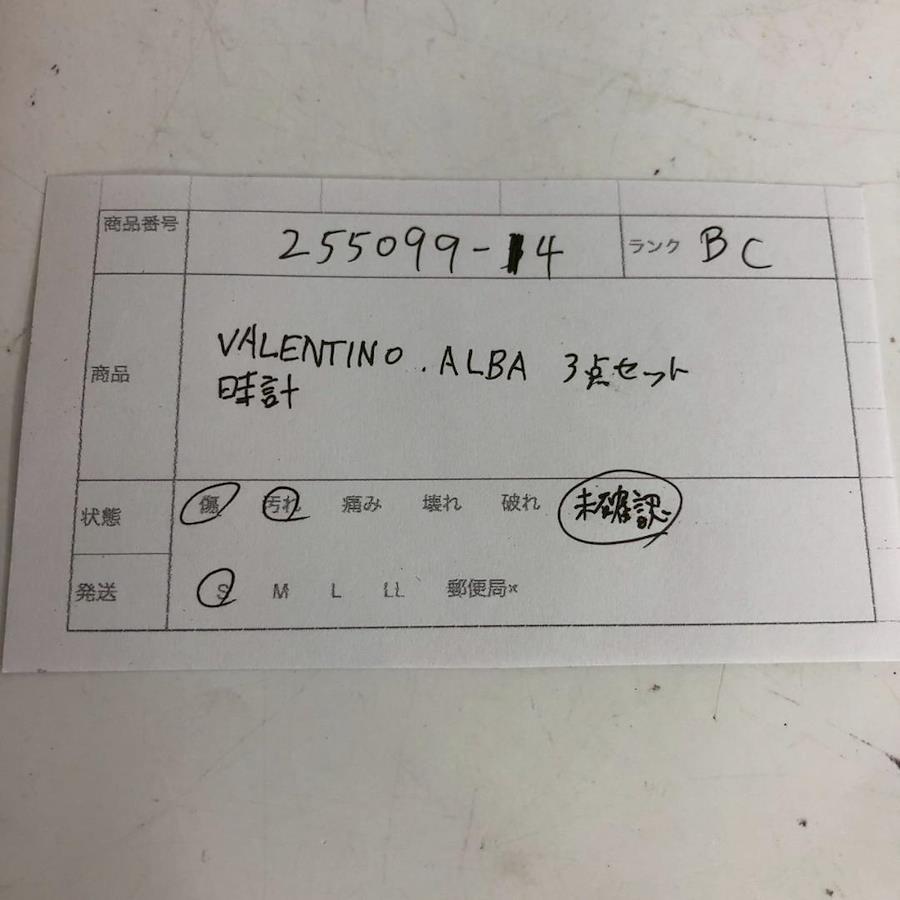 商品番号 255099-14 ランク BC
商品 VALENTINO.ALBA 3点セット
時計
状態 傷 汚れ 痛み 壊れ 破れ 未確認
発送 S M L LL 郵便局×